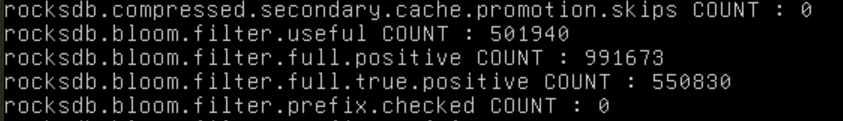 rocksdb.compressed.secondary.cache.promotion.skips COUNT : 0
rocksdb.bloom.filter.useful COUNT : 501940
rocksdb.bloom.filter.full.positive COUNT : 991673
rocksdb.bloom.filter.full.true.positive COUNT : 550830
rocksdb.bloom.filter.prefix.checked COUNT : 0